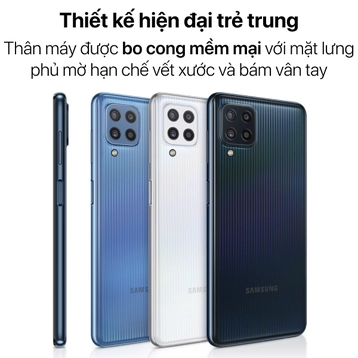 Thiết kế hiện đại trẻ trung
Thân máy được bo cong mềm mại với mặt lưng
phủ mờ hạn chế vết xước và bám vân tay
SAMSUNG
SAMSUNG